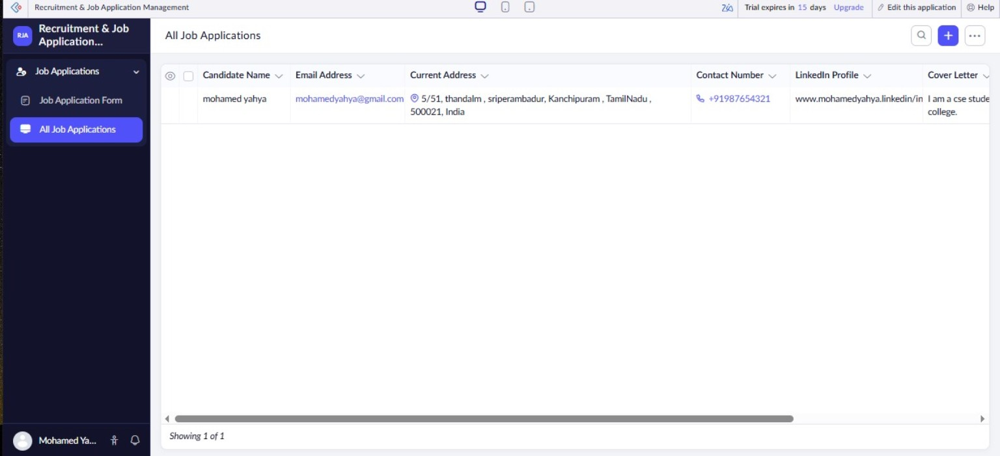 Recruitment & Job Application Management
Zia
Trial expires in 15 days Upgrade
Edit this application
Help
RJA
Recruitment & Job
Application...
Job Applications
Job Application Form
All Job Applications
Mohamed Ya...
All Job Applications
Candidate Name Email Address Current Address Contact Number LinkedIn Profile Cover Letter
mohamed yahya mohamedyahya@gmail.com 5/51, thandalm , sriperambadur, Kanchipuram , TamilNadu , +91987654321 www.mohamedyahya.linkedin/in I am a cse stude
500021, India college.
Showing 1 of 1